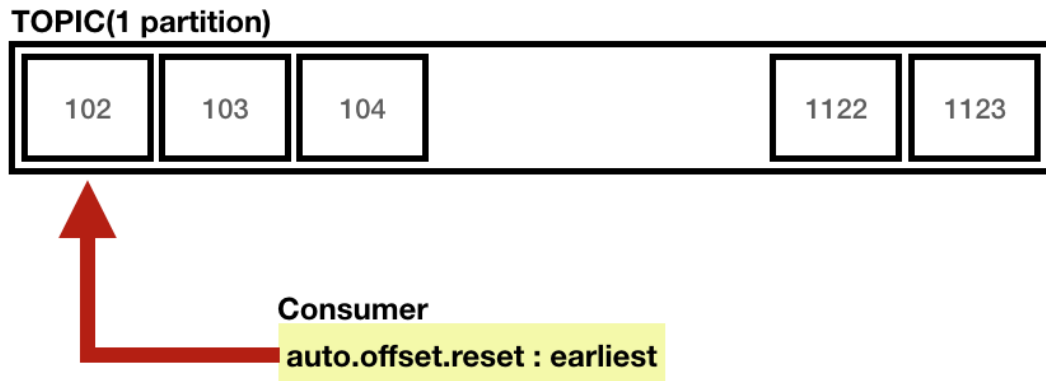 TOPIC(1 partition)
102 103 104 1122 1123
Consumer
auto.offset.reset : earliest